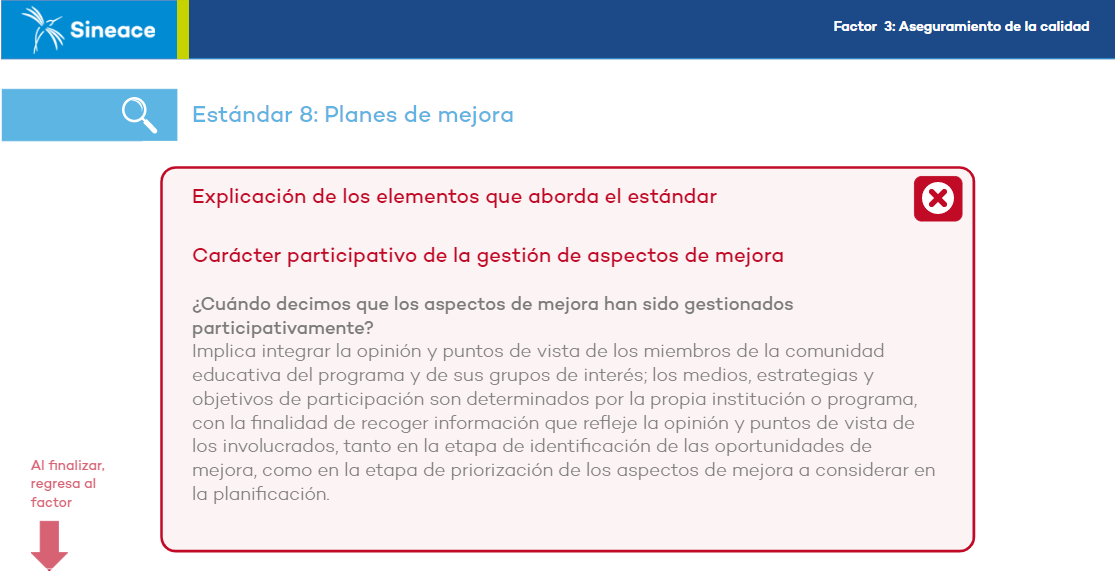 Sineace
Factor 3: Aseguramiento de la calidad
Estándar 8: Planes de mejora
Explicación de los elementos que aborda el estándar
Carácter participativo de la gestión de aspectos de mejora
¿Cuándo decimos que los aspectos de mejora han sido gestionados
participativamente?
Implica integrar la opinión y puntos de vista de los miembros de la comunidad
educativa del programa y de sus grupos de interés; los medios, estrategias y
objetivos de participación son determinados por la propia institución o programa,
con la finalidad de recoger información que refleje la opinión y puntos de vista de
los involucrados, tanto en la etapa de identificación de las oportunidades de
mejora, como en la etapa de priorización de los aspectos de mejora a considerar en
la planificación.
Al finalizar,
regresa al
factor